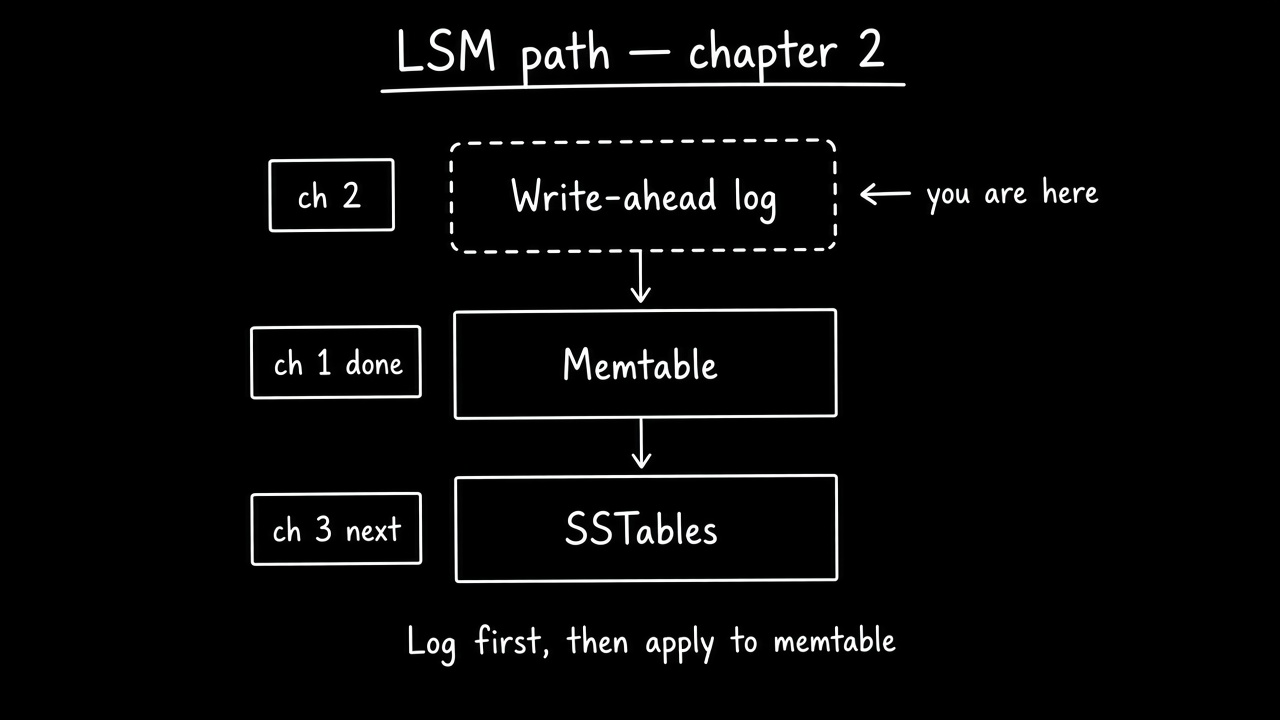 LSM path — chapter 2
ch 2
Write-ahead log
you are here
ch 1 done
Memtable
ch 3 next
SSTables
Log first, then apply to memtable